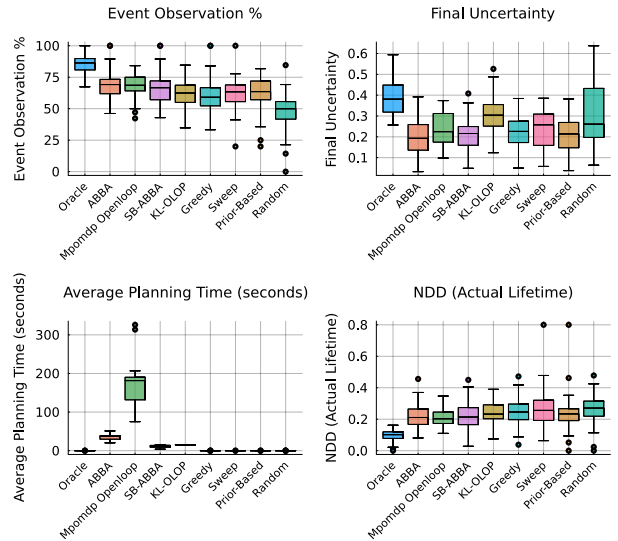 Event Observation %
Event Observation %
100
75
50
25
0
Oracle
ABBA
Mpomdp Openloop
SB-ABBA
KL-OLOP
Greedy
Sweep
Prior-Based
Random
Final Uncertainty
Final Uncertainty
0.6
0.5
0.4
0.3
0.2
0.1
Oracle
ABBA
Mpomdp Openloop
SB-ABBA
KL-OLOP
Greedy
Sweep
Prior-Based
Random
Average Planning Time (seconds)
Average Planning Time (seconds)
300
200
100
0
Oracle
ABBA
Mpomdp Openloop
SB-ABBA
KL-OLOP
Greedy
Sweep
Prior-Based
Random
NDD (Actual Lifetime)
NDD (Actual Lifetime)
0.8
0.6
0.4
0.2
0.0
Oracle
ABBA
Mpomdp Openloop
SB-ABBA
KL-OLOP
Greedy
Sweep
Prior-Based
Random